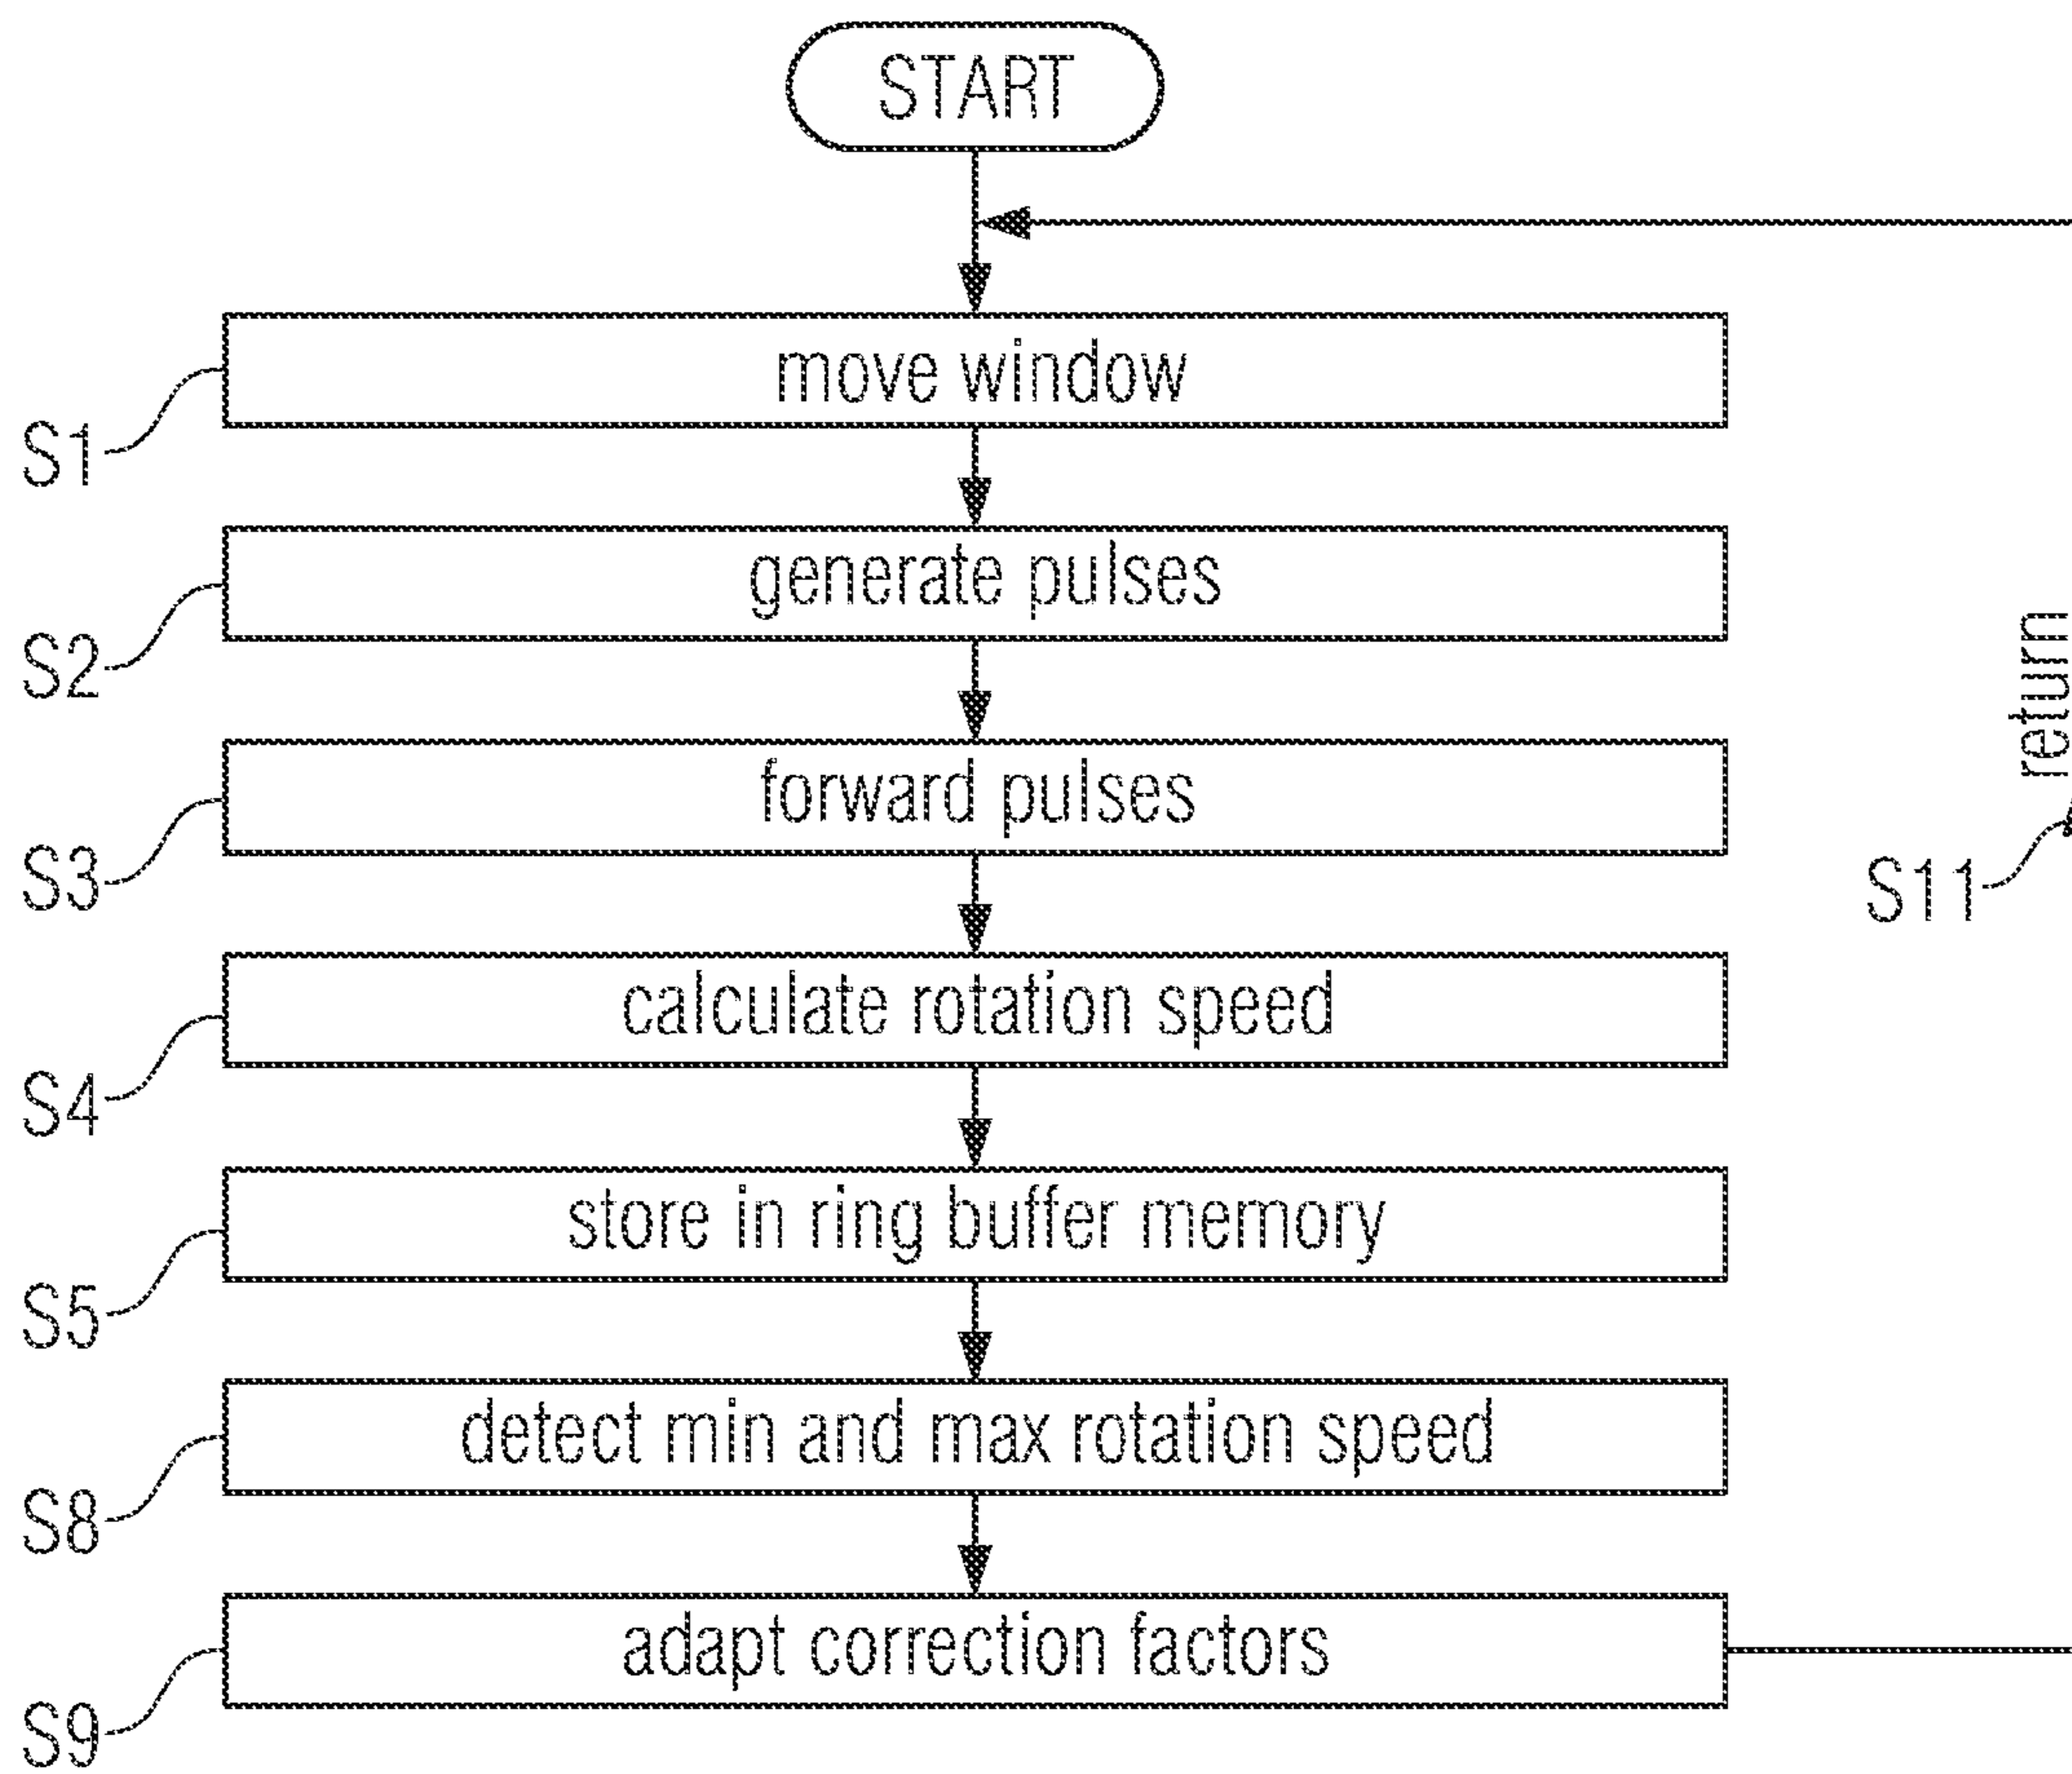 START
move window
S1
generate pulses
S2
forward pulses
S3
return
S11
calculate rotation speed
S4
store in ring buffer memory
S5
detect min and max rotation speed
S8
adapt correction factors
S9